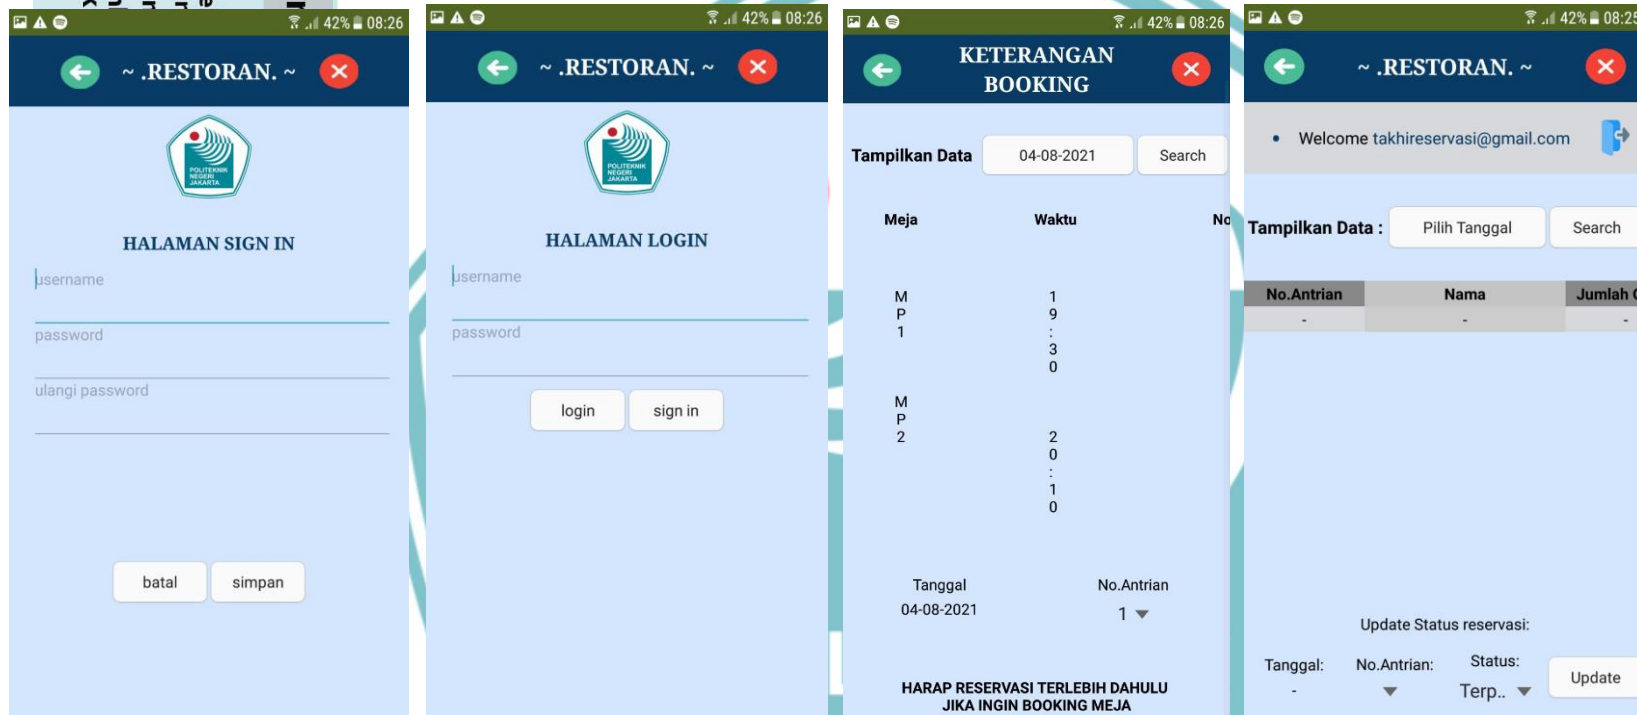 42% 08:26
~ .RESTORAN. ~
POLITEKNIK
NEGERI
JAKARTA
HALAMAN SIGN IN
username
password
ulangi password
batal simpan
42% 08:26
~ .RESTORAN. ~
POLITEKNIK
NEGERI
JAKARTA
HALAMAN LOGIN
username
password
login sign in
42% 08:26
KETERANGAN
BOOKING
Tampilkan Data 04-08-2021 Search
Meja Waktu No
M
P
1
1
9
:
3
0
M
P
2
2
0
:
1
0
Tanggal No.Antrian
04-08-2021 1
HARAP RESERVASI TERLEBIH DAHULU
JIKA INGIN BOOKING MEJA
42% 08:25
~ .RESTORAN. ~
• Welcome takhireservasi@gmail.com
Tampilkan Data : Pilih Tanggal Search
No.Antrian Nama Jumlah
- - -
Update Status reservasi:
Tanggal: No.Antrian: Status:
- Terp.. Update